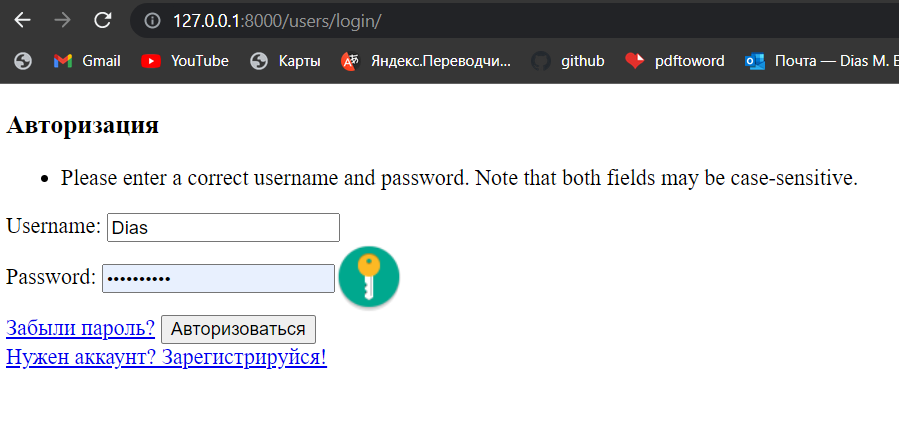 127.0.0.1:8000/users/login/
Gmail YouTube Карты Яндекс.Переводчи... github pdftoword Почта — Dias M. E
Авторизация
• Please enter a correct username and password. Note that both fields may be case-sensitive.
Username: Dias
Password: ••••••••••
Забыли пароль? Авторизоваться
Нужен аккаунт? Зарегистрируйся!